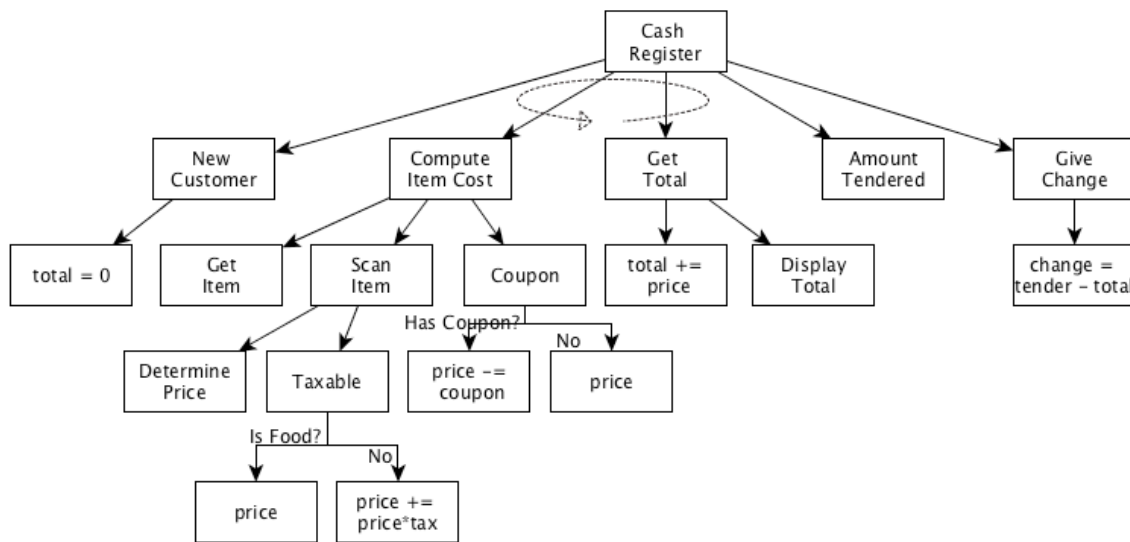 Cash
Register
New
Customer
Compute
Item Cost
Get
Total
Amount
Tendered
Give
Change
total = 0
Get
Item
Scan
Item
Coupon
total +=
price
Display
Total
change =
tender - total
Has Coupon?
No
Determine
Price
Taxable
price -=
coupon
price
Is Food?
No
price
price +=
price*tax